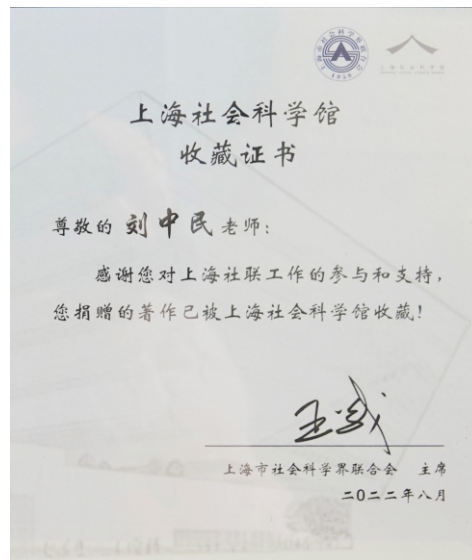 上海社会科学馆
收藏证书
尊敬的 刘中民 老师：
感谢您对上海社联工作的参与和支持，
您捐赠的著作已被上海社会科学馆收藏！
上海市社会科学界联合会 主席
二〇二二年八月